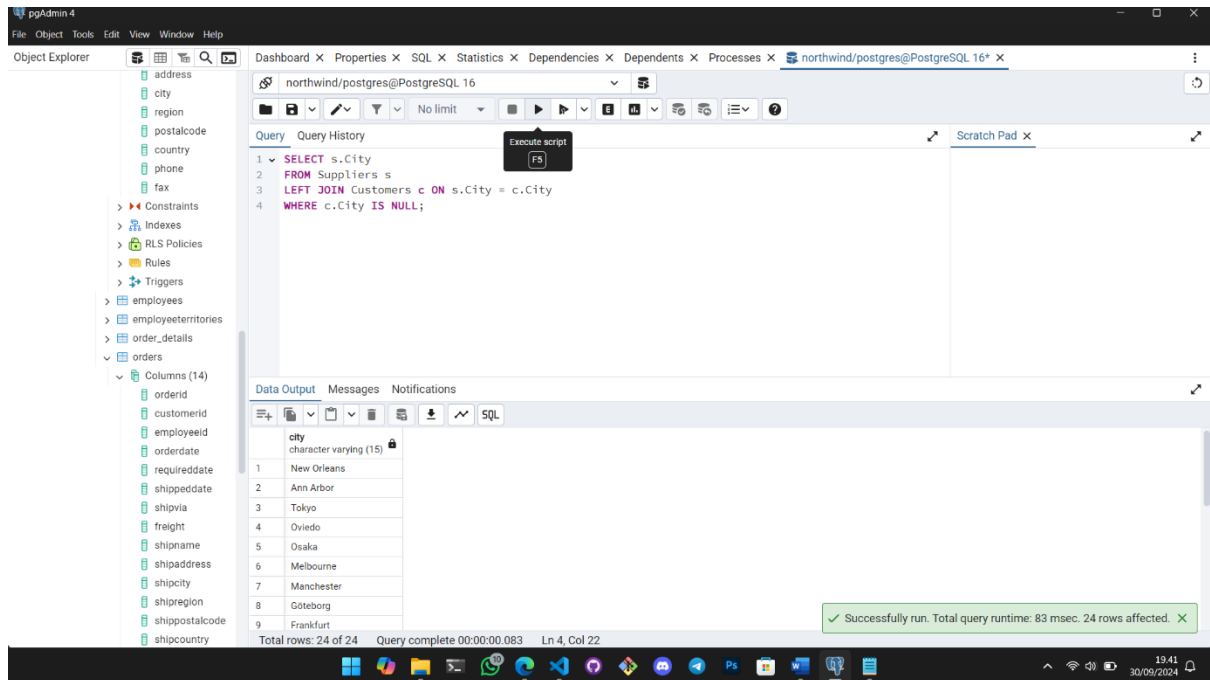 pgAdmin 4
File Object Tools Edit View Window Help
Object Explorer
Dashboard Properties SQL Statistics Dependencies Dependents Processes northwind/postgres@PostgreSQL 16*
address
city
region
postalcode
country
phone
fax
Constraints
Indexes
RLS Policies
Rules
Triggers
employees
employeeterritories
order_details
orders
Columns (14)
orderid
customerid
employeeid
orderdate
requireddate
shippeddate
shipvia
freight
shipname
shipaddress
shipcity
shipregion
shippostalcode
shipcountry
northwind/postgres@PostgreSQL 16
No limit
E
Query Query History
Execute script
F5
Scratch Pad
1 SELECT s.City
2 FROM Suppliers s
3 LEFT JOIN Customers c ON s.City = c.City
4 WHERE c.City IS NULL;
Data Output Messages Notifications
SQL
city
character varying (15)
1 New Orleans
2 Ann Arbor
3 Tokyo
4 Oviedo
5 Osaka
6 Melbourne
7 Manchester
8 Göteborg
9 Frankfurt
Successfully run. Total query runtime: 83 msec. 24 rows affected.
Total rows: 24 of 24 Query complete 00:00:00.083 Ln 4, Col 22
10
Ps
19.41
30/09/2024